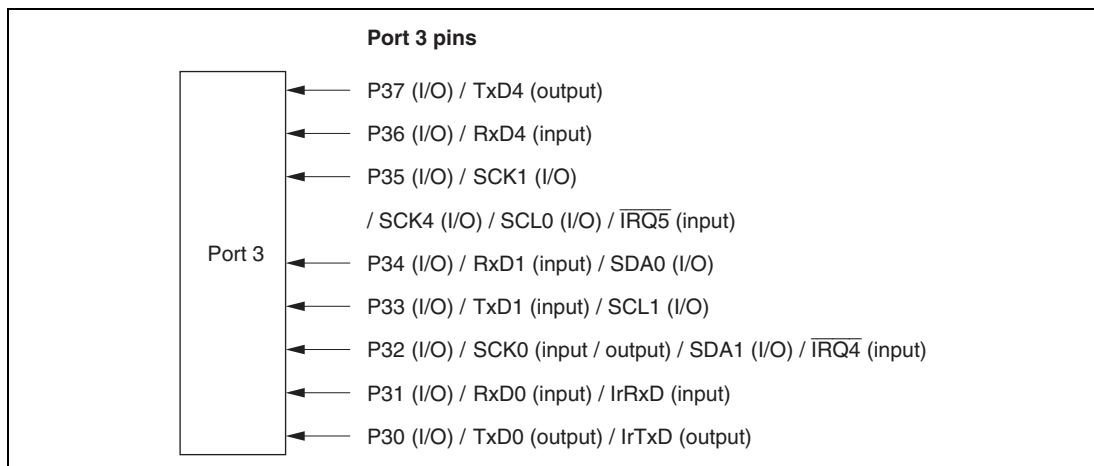 Port 3 pins
P37 (I/O) / TxD4 (output)
P36 (I/O) / RxD4 (input)
P35 (I/O) / SCK1 (I/O)
/ SCK4 (I/O) / SCL0 (I/O) / I̅R̅Q̅5̅ (input)
Port 3
P34 (I/O) / RxD1 (input) / SDA0 (I/O)
P33 (I/O) / TxD1 (input) / SCL1 (I/O)
P32 (I/O) / SCK0 (input / output) / SDA1 (I/O) / I̅R̅Q̅4̅ (input)
P31 (I/O) / RxD0 (input) / IrRxD (input)
P30 (I/O) / TxD0 (output) / IrTxD (output)